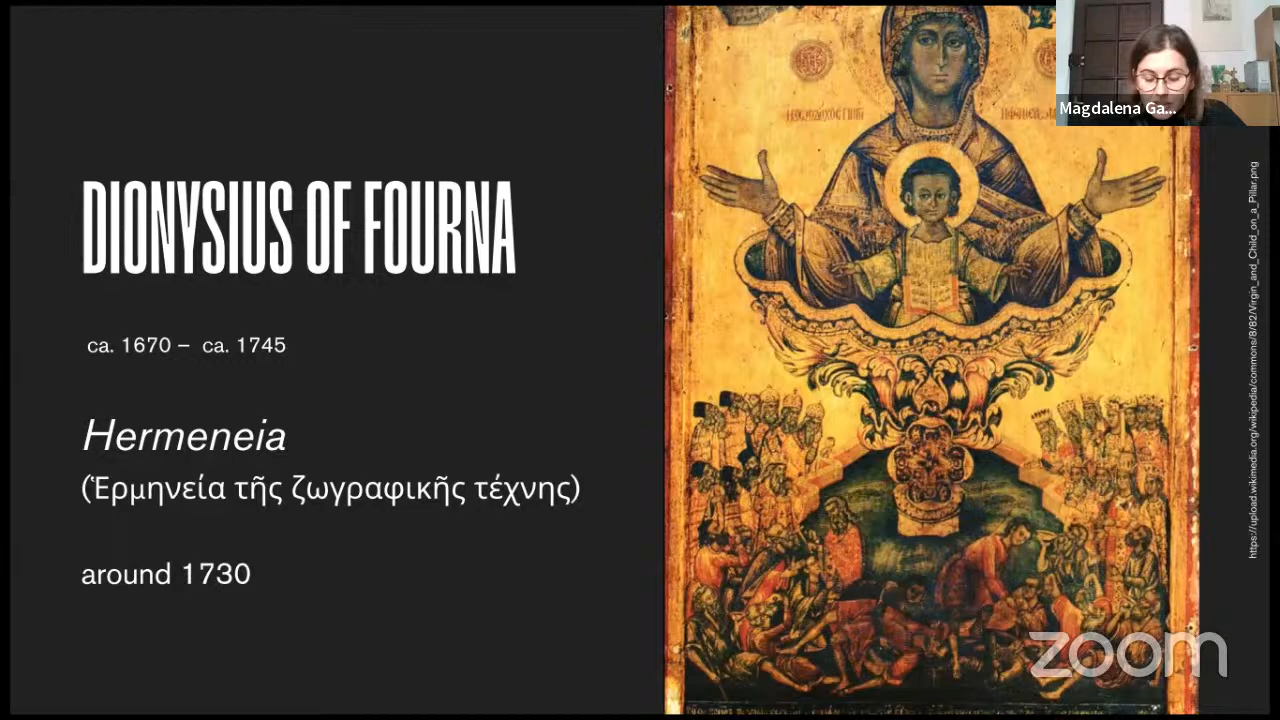 DIONYSIUS OF FOURNA
ca. 1670 – ca. 1745
Hermeneia
(Ἑρμηνεία τῆς ζωγραφικῆς τέχνης)
around 1730
Magdalena Ga...
https://upload.wikimedia.org/wikipedia/commons/8/82/Virgin_and_Child_on_a_Pillar.png
zoom